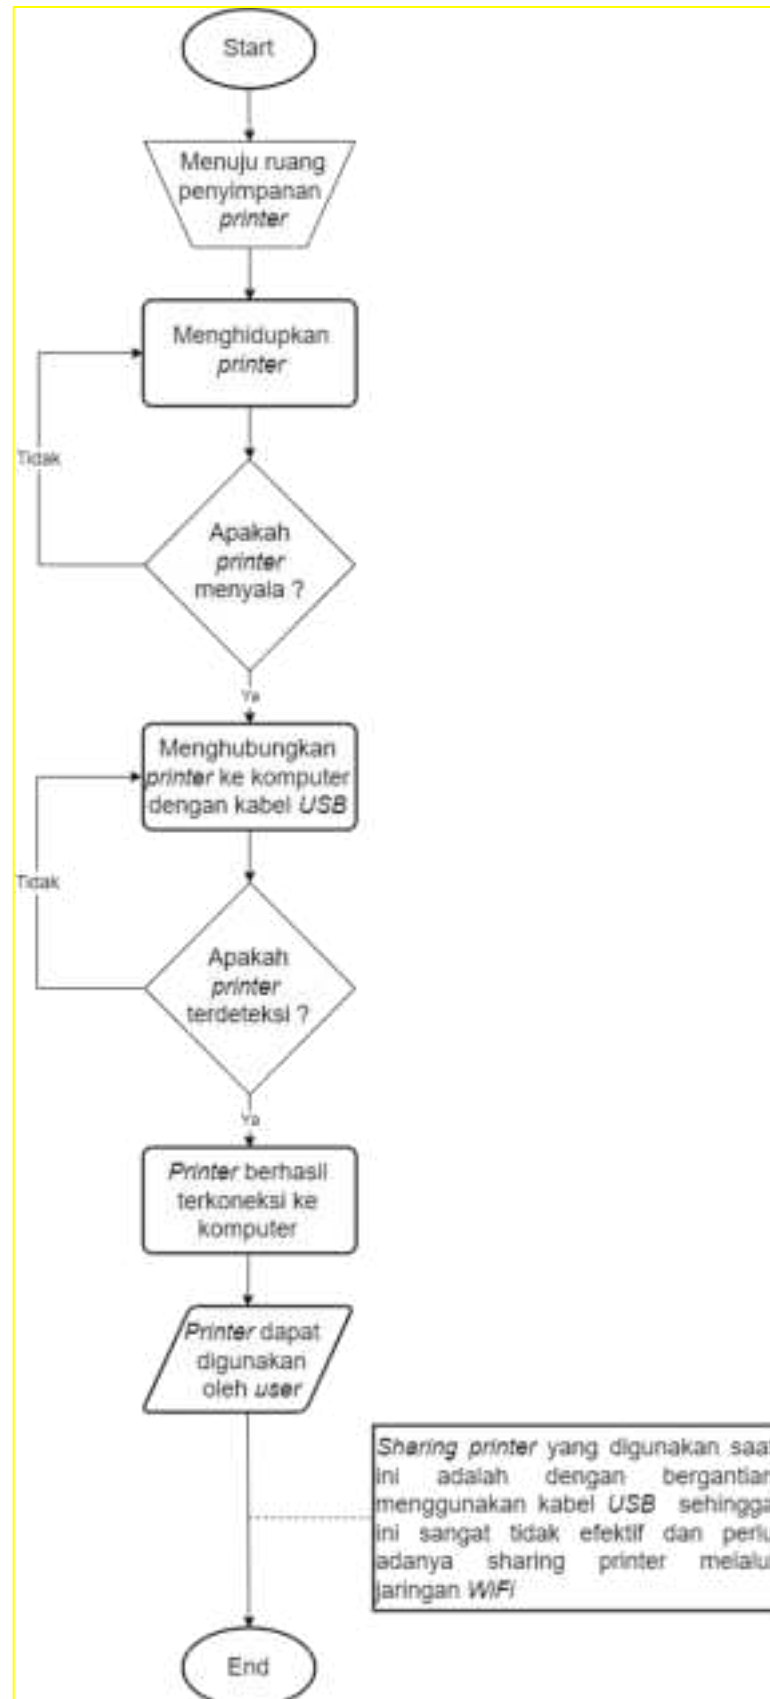 Start
Menuju ruang
penyimpanan
printer
Menghidupkan
printer
Tidak
Apakah
printer
menyala ?
Ya
Menghubungkan
printer ke komputer
dengan kabel USB
Tidak
Apakah
printer
terdeteksi ?
Ya
Printer berhasil
terkoneksi ke
komputer
Printer dapat
digunakan
oleh user
Sharing printer yang digunakan saat
ini adalah dengan bergantian
menggunakan kabel USB sehingga
ini sangat tidak efektif dan perlu
adanya sharing printer melalu
jaringan WiFi
End